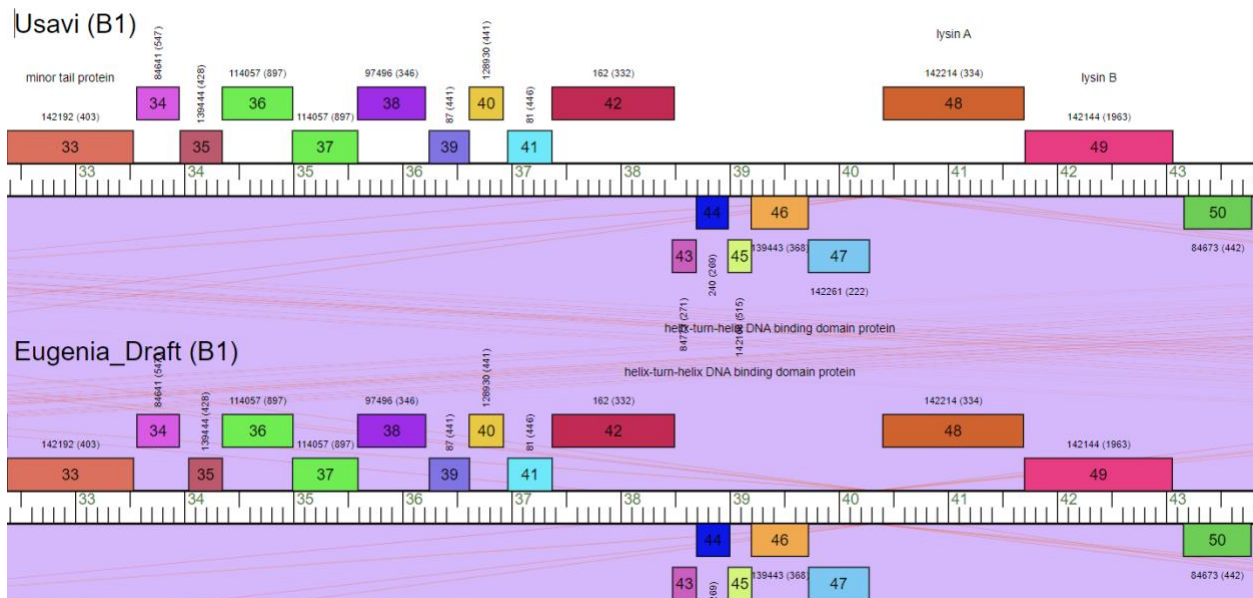 Usavi (B1)
lysin A
minor tail protein
lysin B
84641 (547)
139444 (428)
114057 (897)
97496 (346)
128930 (441)
162 (332)
142214 (334)
142192 (403)
114057 (897)
87 (441)
81 (446)
142144 (1963)
34 36 38 40 42 48
33 35 37 39 41 49
33 34 35 36 37 38 39 40 41 42 43
44 46 50
43 45 47
139443 (368)
84673 (442)
240 (269)
142261 (222)
(271)
(515)
helix-turn-helix DNA binding domain protein
Eugenia_Draft (B1)
helix-turn-helix DNA binding domain protein
84641 (547)
139444 (428)
114057 (897)
97496 (346)
128930 (441)
162 (332)
142214 (334)
142192 (403)
114057 (897)
87 (441)
81 (446)
142144 (1963)
34 36 38 40 42 48
33 35 37 39 41 49
33 34 35 36 37 38 39 40 41 42 43
44 46 50
43 45 47
139443 (368)
84673 (442)